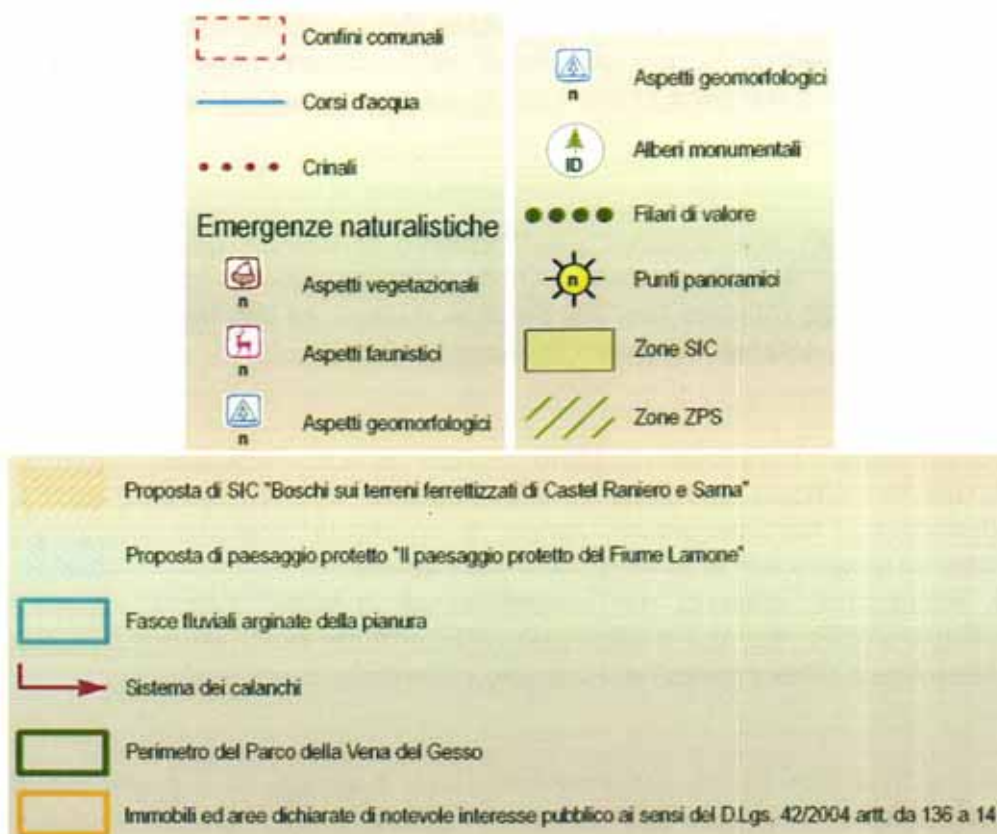 Confini comunali
Corsi d'acqua
Crinali
Emergenze naturalistiche
n
Aspetti vegetazionali
n
Aspetti faunistici
n
Aspetti geomorfologici
n
Aspetti geomorfologici
ID
Alberi monumentali
Filari di valore
n
Punti panoramici
Zone SIC
Zone ZPS
Proposta di SIC "Boschi sui terreni ferrettizzati di Castel Raniero e Sarna"
Proposta di paesaggio protetto "Il paesaggio protetto del Fiume Lamone"
Fasce fluviali arginate della pianura
Sistema dei calanchi
Perimetro del Parco della Vena del Gesso
Immobili ed aree dichiarate di notevole interesse pubblico ai sensi del D.Lgs. 42/2004 artt. da 136 a 14